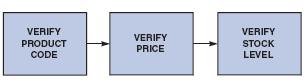 VERIFY
PRODUCT
CODE
VERIFY
PRICE
VERIFY
STOCK
LEVEL